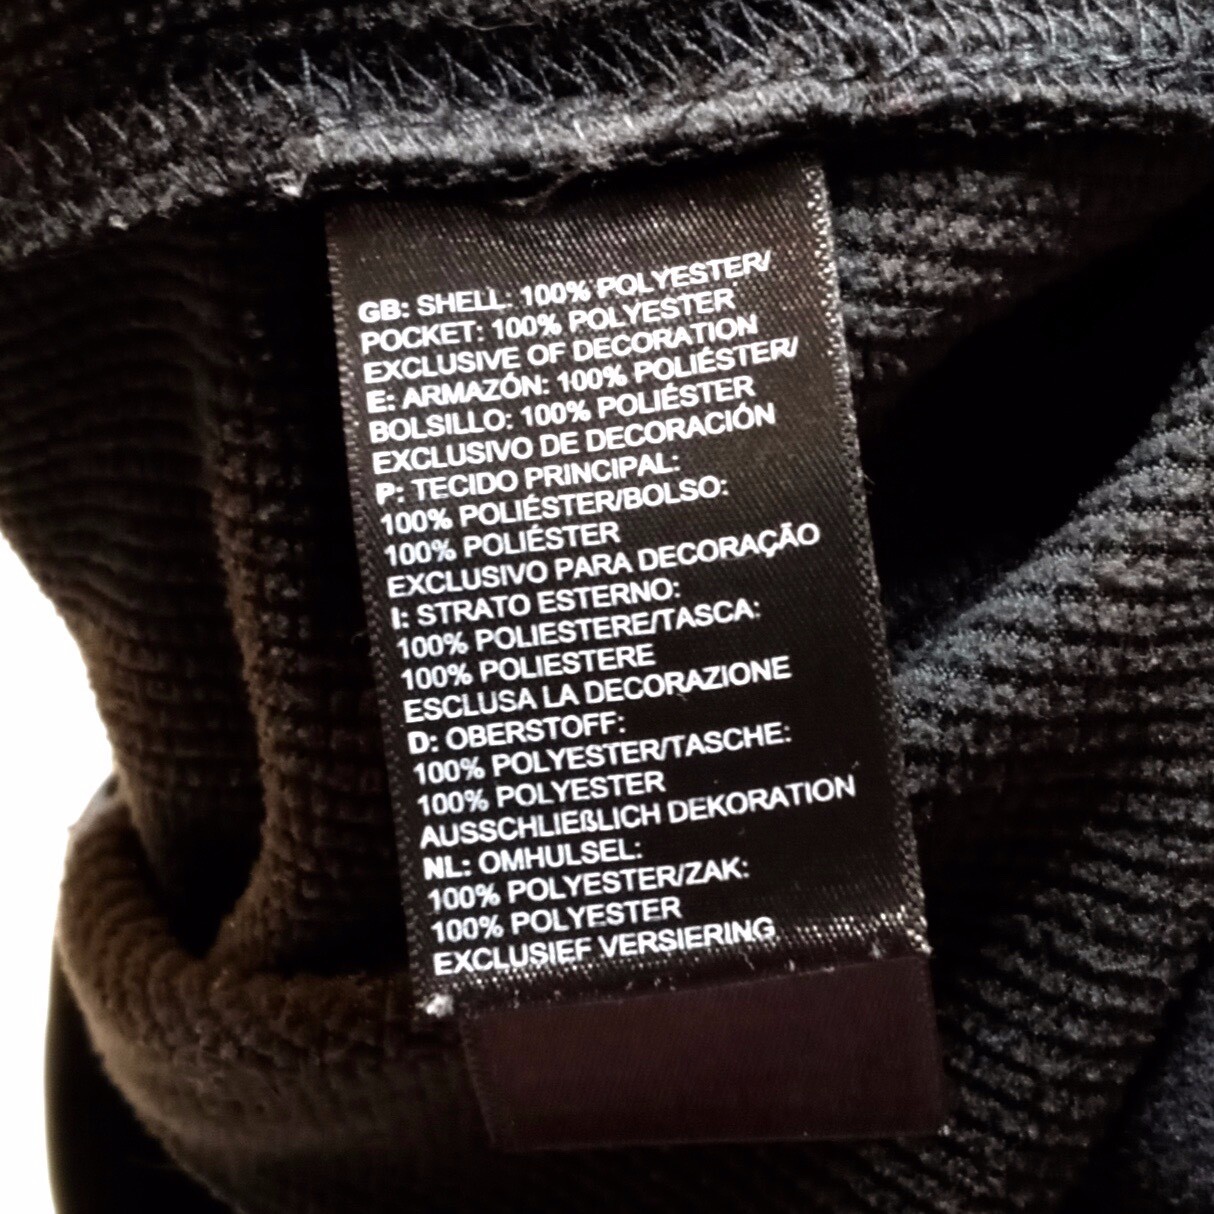 GB: SHELL: 100% POLYESTER/
POCKET: 100% POLYESTER
EXCLUSIVE OF DECORATION
E: ARMAZÓN: 100% POLIÉSTER/
BOLSILLO: 100% POLIÉSTER
EXCLUSIVO DE DECORACIÓN
P: TECIDO PRINCIPAL:
100% POLIÉSTER/BOLSO:
100% POLIÉSTER
EXCLUSIVO PARA DECORAÇÃO
I: STRATO ESTERNO:
100% POLIESTERE/TASCA:
100% POLIESTERE
ESCLUSA LA DECORAZIONE
D: OBERSTOFF:
100% POLYESTER/TASCHE:
100% POLYESTER
AUSSCHLIEßLICH DEKORATION
NL: OMHULSEL:
100% POLYESTER/ZAK:
100% POLYESTER
EXCLUSIEF VERSIERING